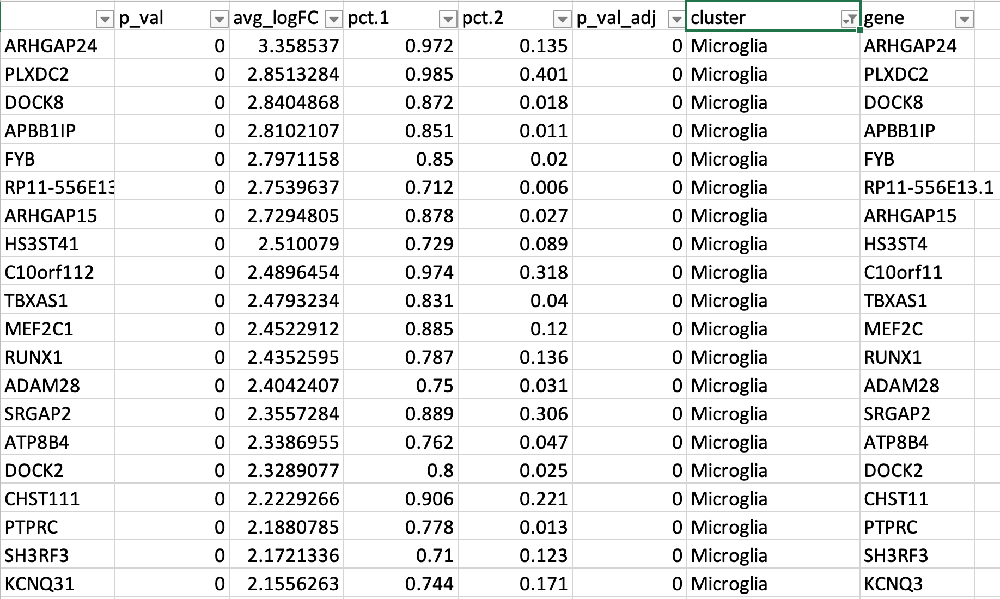 p_val avg_logFC pct.1 pct.2 p_val_adj cluster gene
ARHGAP24 0 3.358537 0.972 0.135 0 Microglia ARHGAP24
PLXDC2 0 2.8513284 0.985 0.401 0 Microglia PLXDC2
DOCK8 0 2.8404868 0.872 0.018 0 Microglia DOCK8
APBB1IP 0 2.8102107 0.851 0.011 0 Microglia APBB1IP
FYB 0 2.7971158 0.85 0.02 0 Microglia FYB
RP11-556E13 0 2.7539637 0.712 0.006 0 Microglia RP11-556E13.1
ARHGAP15 0 2.7294805 0.878 0.027 0 Microglia ARHGAP15
HS3ST41 0 2.510079 0.729 0.089 0 Microglia HS3ST4
C10orf112 0 2.4896454 0.974 0.318 0 Microglia C10orf11
TBXAS1 0 2.4793234 0.831 0.04 0 Microglia TBXAS1
MEF2C1 0 2.4522912 0.885 0.12 0 Microglia MEF2C
RUNX1 0 2.4352595 0.787 0.136 0 Microglia RUNX1
ADAM28 0 2.4042407 0.75 0.031 0 Microglia ADAM28
SRGAP2 0 2.3557284 0.889 0.306 0 Microglia SRGAP2
ATP8B4 0 2.3386955 0.762 0.047 0 Microglia ATP8B4
DOCK2 0 2.3289077 0.8 0.025 0 Microglia DOCK2
CHST111 0 2.2229266 0.906 0.221 0 Microglia CHST11
PTPRC 0 2.1880785 0.778 0.013 0 Microglia PTPRC
SH3RF3 0 2.1721336 0.71 0.123 0 Microglia SH3RF3
KCNQ31 0 2.1556263 0.744 0.171 0 Microglia KCNQ3